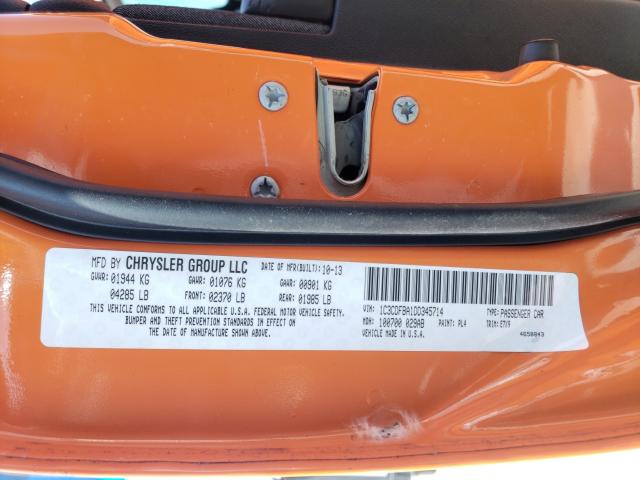 MFD BY CHRYSLER GROUP LLC DATE OF MFR(BUILT): 10-13
GVWR: 01944 KG GAWR: 01076 KG GAWR: 00901 KG
04285 LB FRONT: 02370 LB REAR: 01985 LB
THIS VEHICLE CONFORMS TO ALL APPLICABLE U.S.A. FEDERAL MOTOR VEHICLE SAFETY,
BUMPER AND THEFT PREVENTION STANDARDS IN EFFECT ON
THE DATE OF MANUFACTURE SHOWN ABOVE.
VIN: 1C3CDFBA1DD345714 TYPE: PASSENGER CAR
MDH: 100700 029AB PAINT: PL4 TRIM: E7X9
VEHICLE MADE IN U.S.A. 4658843